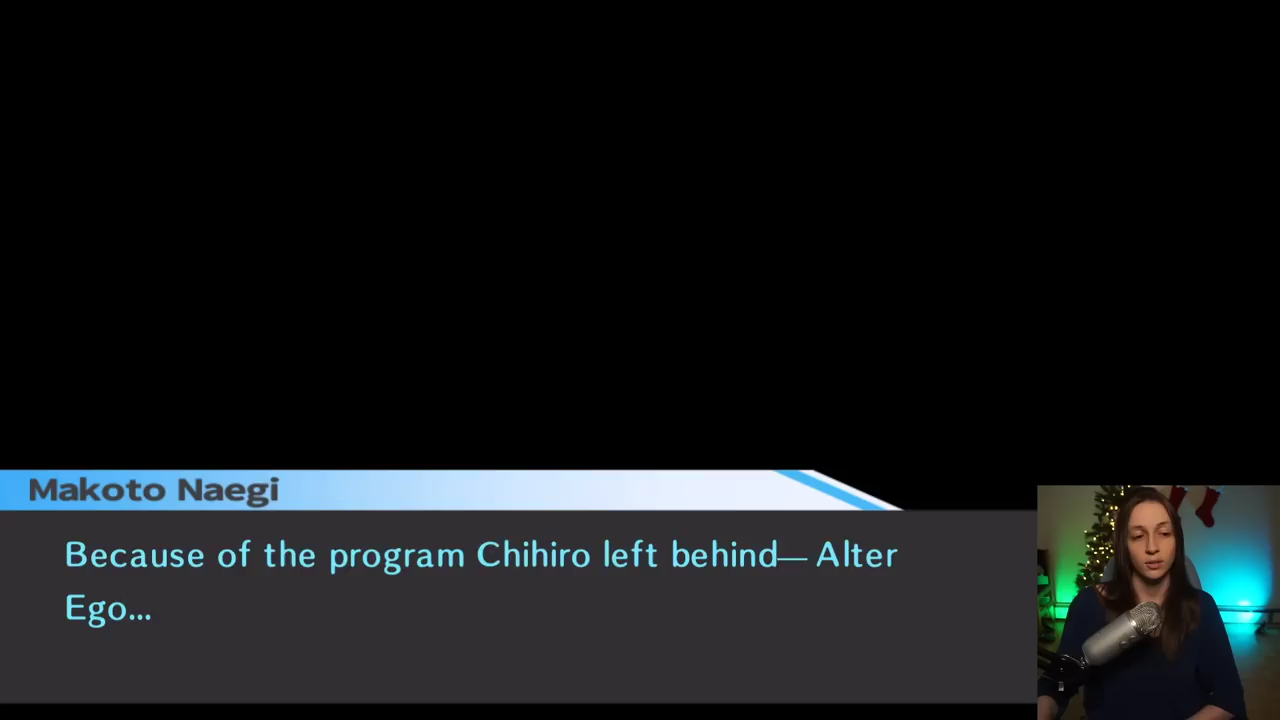 Makoto Naegi
Because of the program Chihiro left behind— Alter
Ego...